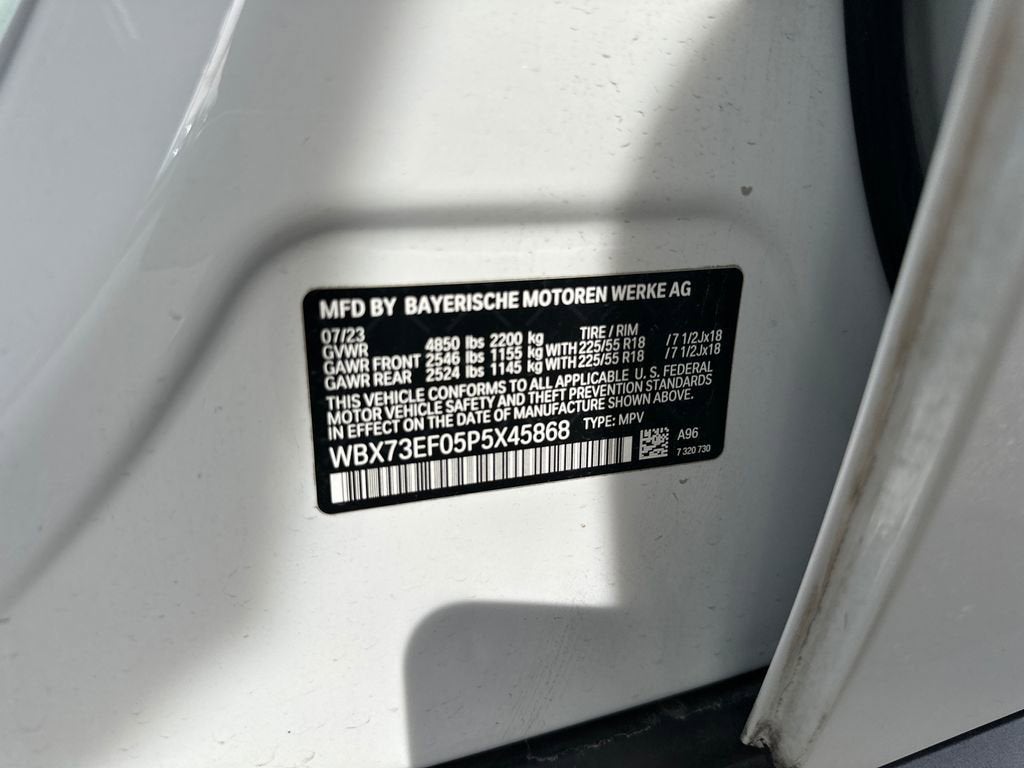 MFD BY BAYERISCHE MOTOREN WERKE AG
07/23 TIRE / RIM
GVWR 4850 lbs 2200 kg
GAWR FRONT 2546 lbs 1155 kg WITH 225/55 R18 / 7 1/2Jx18
GAWR REAR 2524 lbs 1145 kg WITH 225/55 R18 / 7 1/2Jx18
THIS VEHICLE CONFORMS TO ALL APPLICABLE U. S. FEDERAL
MOTOR VEHICLE SAFETY AND THEFT PREVENTION STANDARDS
IN EFFECT ON THE DATE OF MANUFACTURE SHOWN ABOVE.
WBX73EF05P5X45868 TYPE: MPV
A96
7 320 730